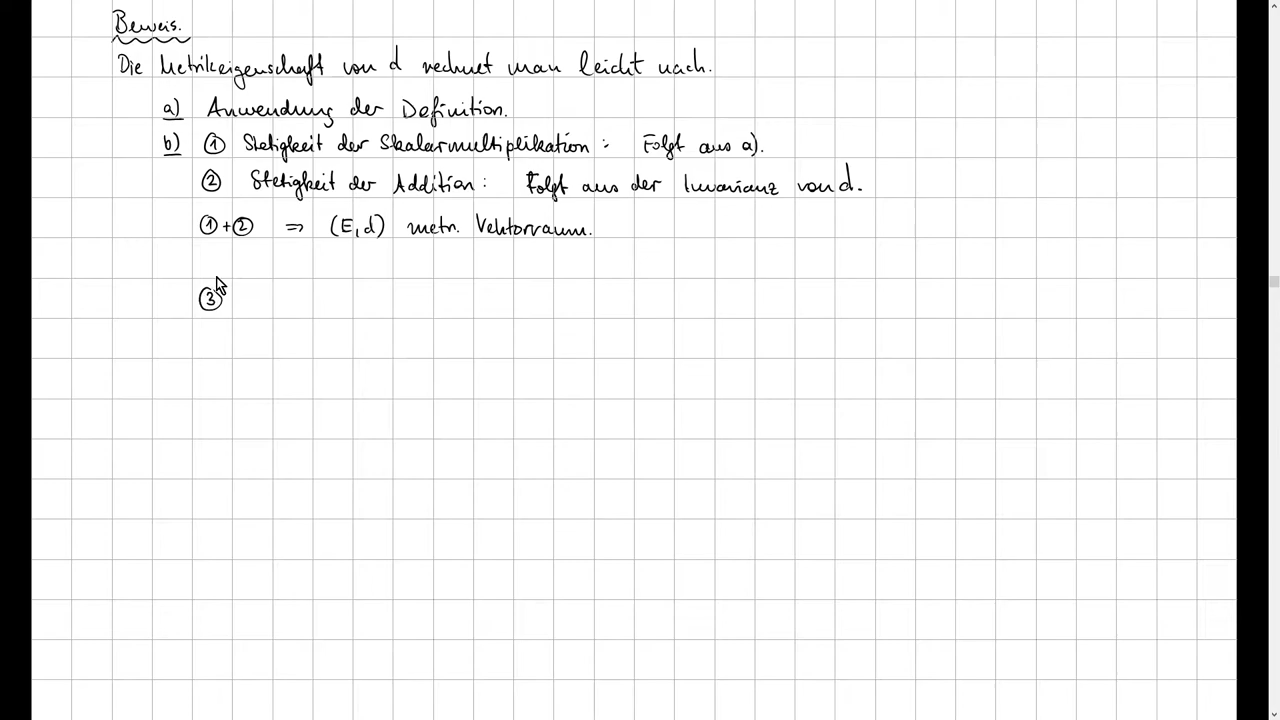 Beweis.
Die Metrikeigenschaft von d rechnet man leicht nach.
a) Anwendung der Definition.
b) ① Stetigkeit der Skalarmultiplikation: Folgt aus a).
② Stetigkeit der Addition: Folgt aus der Invarianz von d.
①+② ⇒ (E,d) metr. Vektorraum.
③